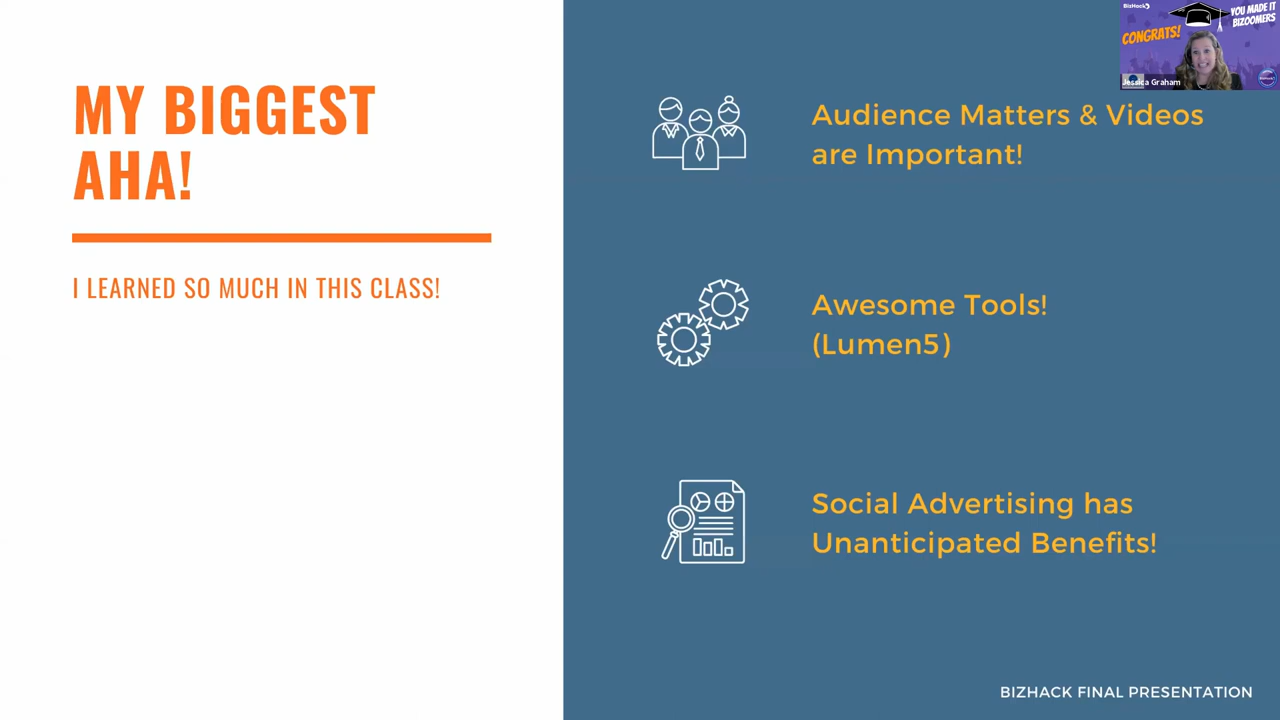 MY BIGGEST
AHA!
I LEARNED SO MUCH IN THIS CLASS!
Audience Matters & Videos
are Important!
Awesome Tools!
(Lumen5)
Social Advertising has
Unanticipated Benefits!
BIZHACK FINAL PRESENTATION
BizHack
CONGRATS!
YOU MADE IT
BIZOOMERS
Jessica Graham